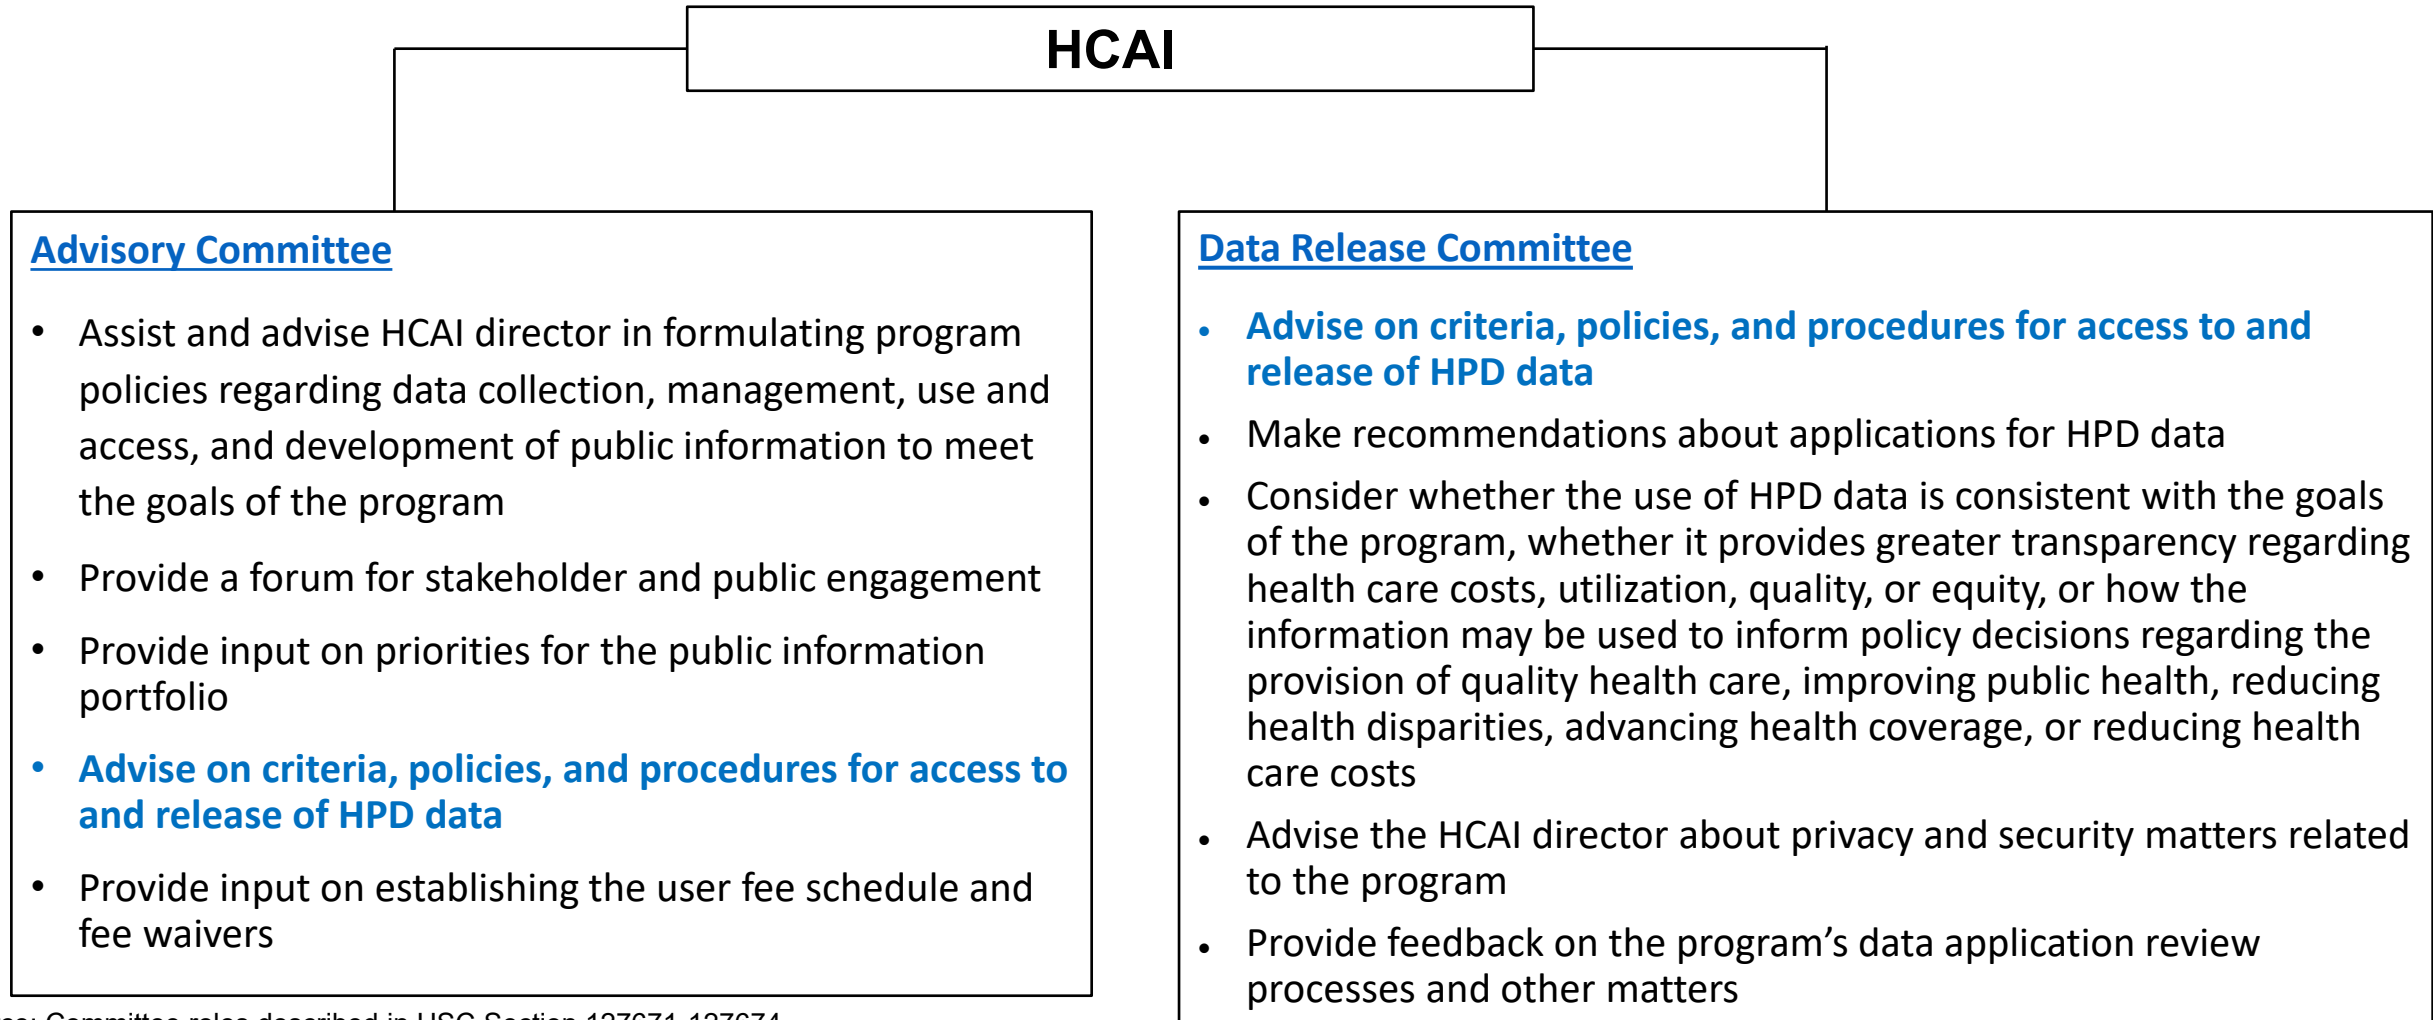 HCAI
Advisory Committee
• Assist and advise HCAI director in formulating program
policies regarding data collection, management, use and
access, and development of public information to meet
the goals of the program
• Provide a forum for stakeholder and public engagement
• Provide input on priorities for the public information
portfolio
• Advise on criteria, policies, and procedures for access to
and release of HPD data
• Provide input on establishing the user fee schedule and
fee waivers
Data Release Committee
• Advise on criteria, policies, and procedures for access to and
release of HPD data
• Make recommendations about applications for HPD data
• Consider whether the use of HPD data is consistent with the goals
of the program, whether it provides greater transparency regarding
health care costs, utilization, quality, or equity, or how the
information may be used to inform policy decisions regarding the
provision of quality health care, improving public health, reducing
health disparities, advancing health coverage, or reducing health
care costs
• Advise the HCAI director about privacy and security matters related
to the program
• Provide feedback on the program’s data application review
processes and other matters
Committee roles described in HSC Section 127671-127674